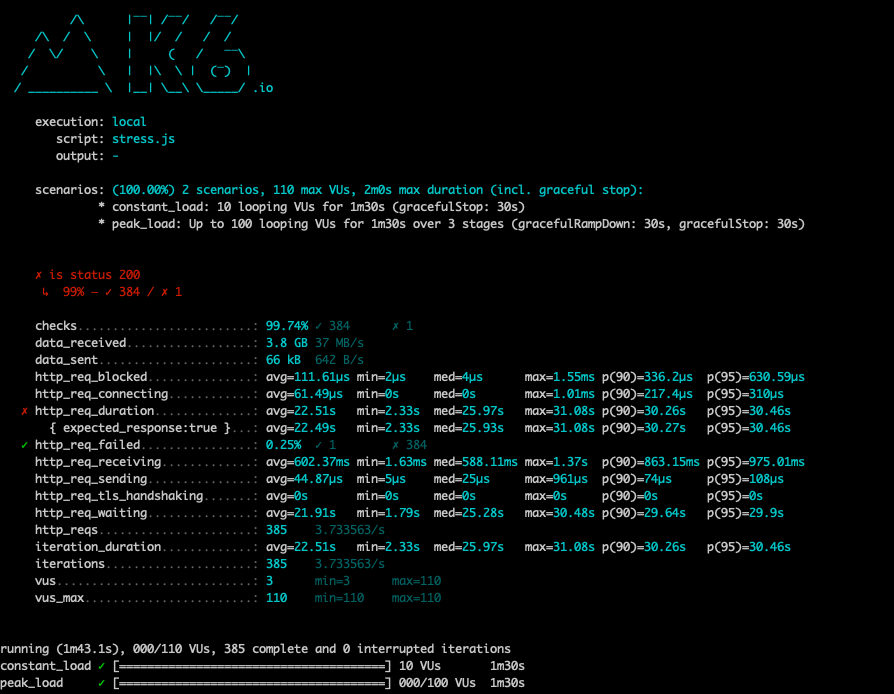 /\      |‾‾| /‾‾/   /‾‾/
     /\  /  \     |  |/  /   /  /
    /  \/    \    |     (   /   ‾‾\
   /          \   |  |\  \ |  (‾)  |
  / __________ \  |__| \__\ \_____/ .io
     execution: local
        script: stress.js
        output: -
     scenarios: (100.00%) 2 scenarios, 110 max VUs, 2m0s max duration (incl. graceful stop):
              * constant_load: 10 looping VUs for 1m30s (gracefulStop: 30s)
              * peak_load: Up to 100 looping VUs for 1m30s over 3 stages (gracefulRampDown: 30s, gracefulStop: 30s)
     ✗ is status 200
      ↳  99% — ✓ 384 / ✗ 1
     checks.........................: 99.74% ✓ 384      ✗ 1
     data_received..................: 3.8 GB 37 MB/s
     data_sent......................: 66 kB  642 B/s
     http_req_blocked...............: avg=111.61µs min=2µs    med=4µs      max=1.55ms p(90)=336.2µs  p(95)=630.59µs
     http_req_connecting............: avg=61.49µs  min=0s     med=0s       max=1.01ms p(90)=217.4µs  p(95)=310µs
   ✗ http_req_duration..............: avg=22.51s   min=2.33s  med=25.97s   max=31.08s p(90)=30.26s   p(95)=30.46s
       { expected_response:true }...: avg=22.49s   min=2.33s  med=25.93s   max=31.08s p(90)=30.27s   p(95)=30.46s
   ✓ http_req_failed................: 0.25%  ✓ 1        ✗ 384
     http_req_receiving.............: avg=602.37ms min=1.63ms med=588.11ms max=1.37s  p(90)=863.15ms p(95)=975.01ms
     http_req_sending...............: avg=44.87µs  min=5µs    med=25µs     max=961µs  p(90)=74µs     p(95)=108µs
     http_req_tls_handshaking.......: avg=0s       min=0s     med=0s       max=0s     p(90)=0s       p(95)=0s
     http_req_waiting...............: avg=21.91s   min=1.79s  med=25.28s   max=30.48s p(90)=29.64s   p(95)=29.9s
     http_reqs......................: 385    3.733563/s
     iteration_duration.............: avg=22.51s   min=2.33s  med=25.97s   max=31.08s p(90)=30.26s   p(95)=30.46s
     iterations.....................: 385    3.733563/s
     vus............................: 3      min=3      max=110
     vus_max........................: 110    min=110    max=110
running (1m43.1s), 000/110 VUs, 385 complete and 0 interrupted iterations
constant_load ✓ [======================================] 10 VUs       1m30s
peak_load     ✓ [======================================] 000/100 VUs  1m30s